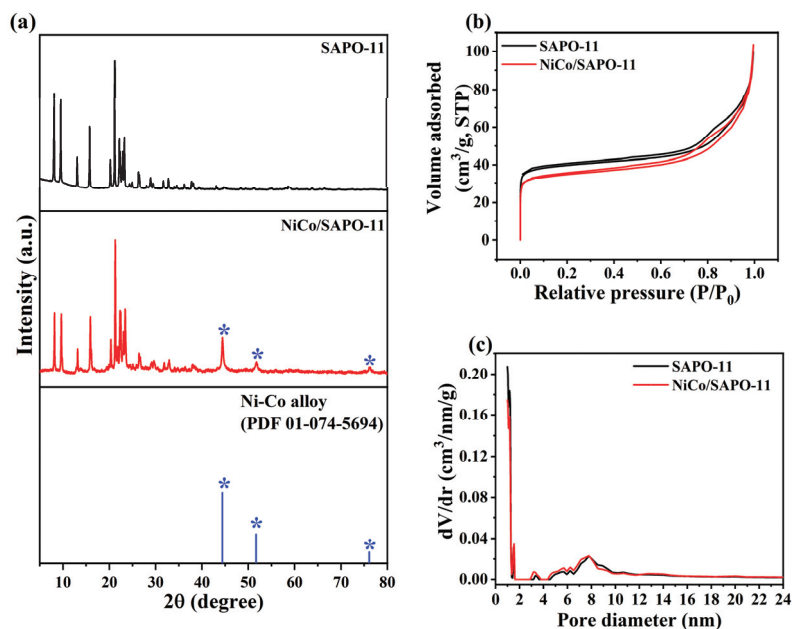 (a)
SAPO-11
NiCo/SAPO-11
*
*
*
Ni-Co alloy
(PDF 01-074-5694)
*
*
*
Intensity (a.u.)
10 20 30 40 50 60 70 80
2θ (degree)
(b)
SAPO-11
NiCo/SAPO-11
Volume adsorbed
(cm³/g, STP)
100
80
60
40
20
0
0.0 0.2 0.4 0.6 0.8 1.0
Relative pressure (P/P₀)
(c)
SAPO-11
NiCo/SAPO-11
dV/dr (cm³/nm/g)
0.20
0.16
0.12
0.08
0.04
0.00
0 2 4 6 8 10 12 14 16 18 20 22 24
Pore diameter (nm)